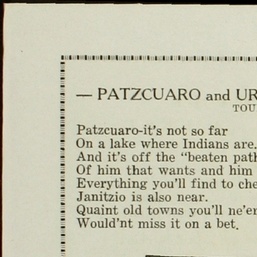 — PATZCUARO and UR
TOU
Patzcuaro-it's not so far
On a lake where Indians are.
And it's off the "beaten path
Of him that wants and him
Everything you'll find to che
Janitzio is also near.
Quaint old towns you'll ne'er
Would'nt miss it on a bet.